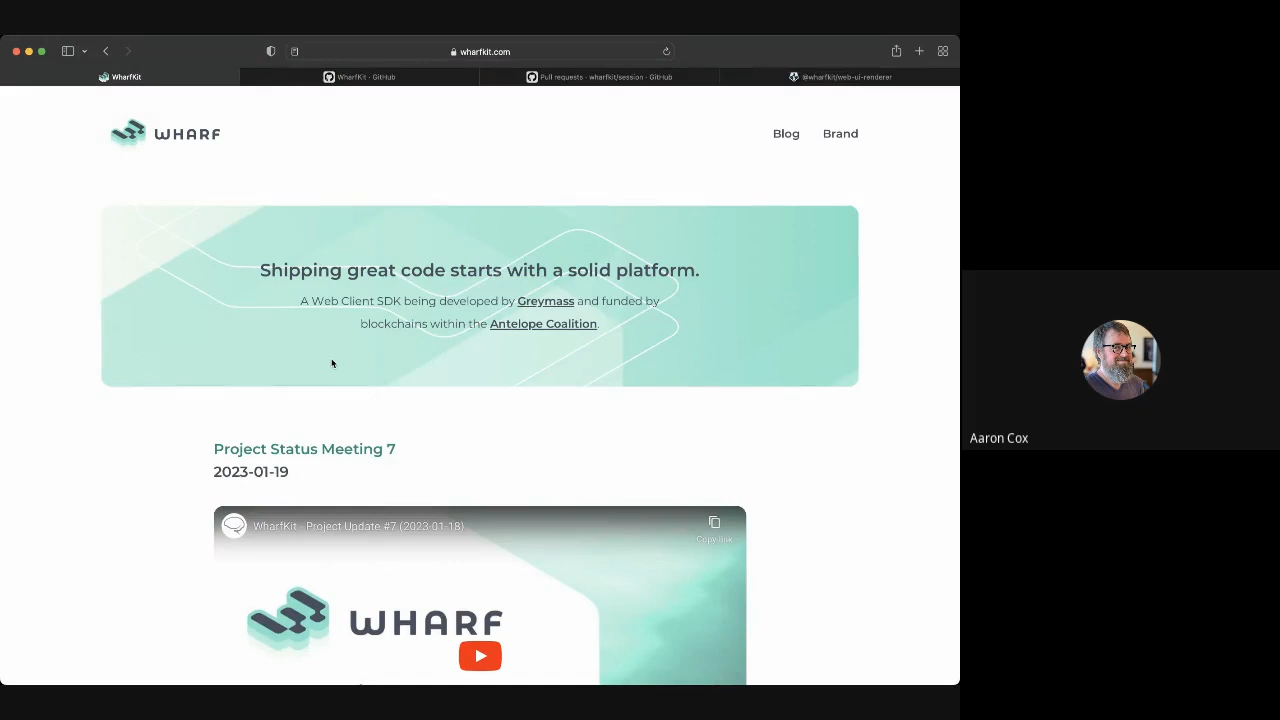 wharfkit.com
WharfKit
WharfKit · GitHub
Pull requests · wharfkit/session · GitHub
@wharfkit/web-ui-renderer
WHARF
Blog
Brand
Shipping great code starts with a solid platform.
A Web Client SDK being developed by Greymass and funded by
blockchains within the Antelope Coalition.
Aaron Cox
Project Status Meeting 7
2023-01-19
WharfKit - Project Update #7 (2023-01-18)
Copy link
WHARF